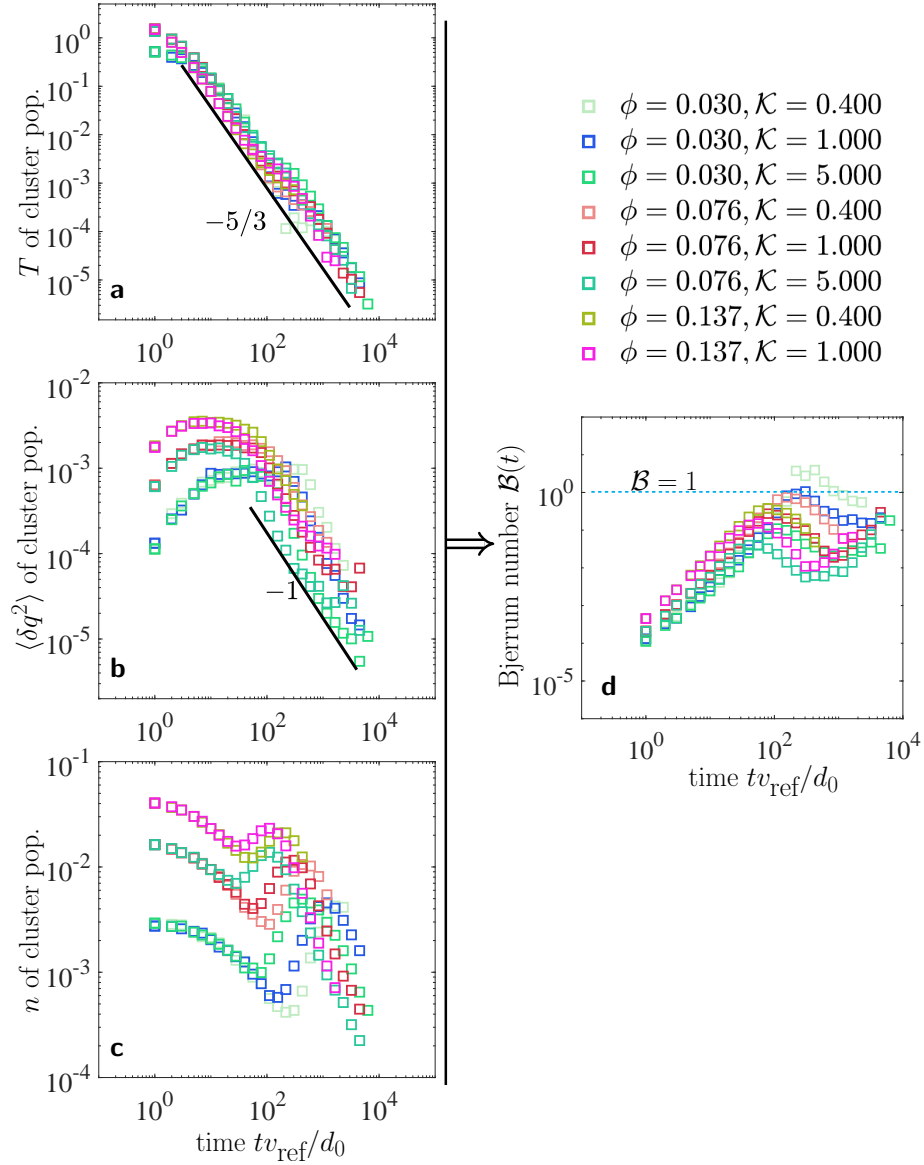 T of cluster pop.
10^0
10^-1
10^-2
10^-3
10^-4
10^-5
−5/3
a
10^0
10^2
10^4
⟨δq^2⟩ of cluster pop.
10^-2
10^-3
10^-4
10^-5
−1
b
10^0
10^2
10^4
n of cluster pop.
10^-1
10^-2
10^-3
10^-4
c
10^0
10^2
10^4
time tv_ref/d_0
ϕ = 0.030, 𝒦 = 0.400
ϕ = 0.030, 𝒦 = 1.000
ϕ = 0.030, 𝒦 = 5.000
ϕ = 0.076, 𝒦 = 0.400
ϕ = 0.076, 𝒦 = 1.000
ϕ = 0.076, 𝒦 = 5.000
ϕ = 0.137, 𝒦 = 0.400
ϕ = 0.137, 𝒦 = 1.000
Bjerrum number ℬ(t)
ℬ = 1
10^0
10^-5
d
10^0
10^2
10^4
time tv_ref/d_0